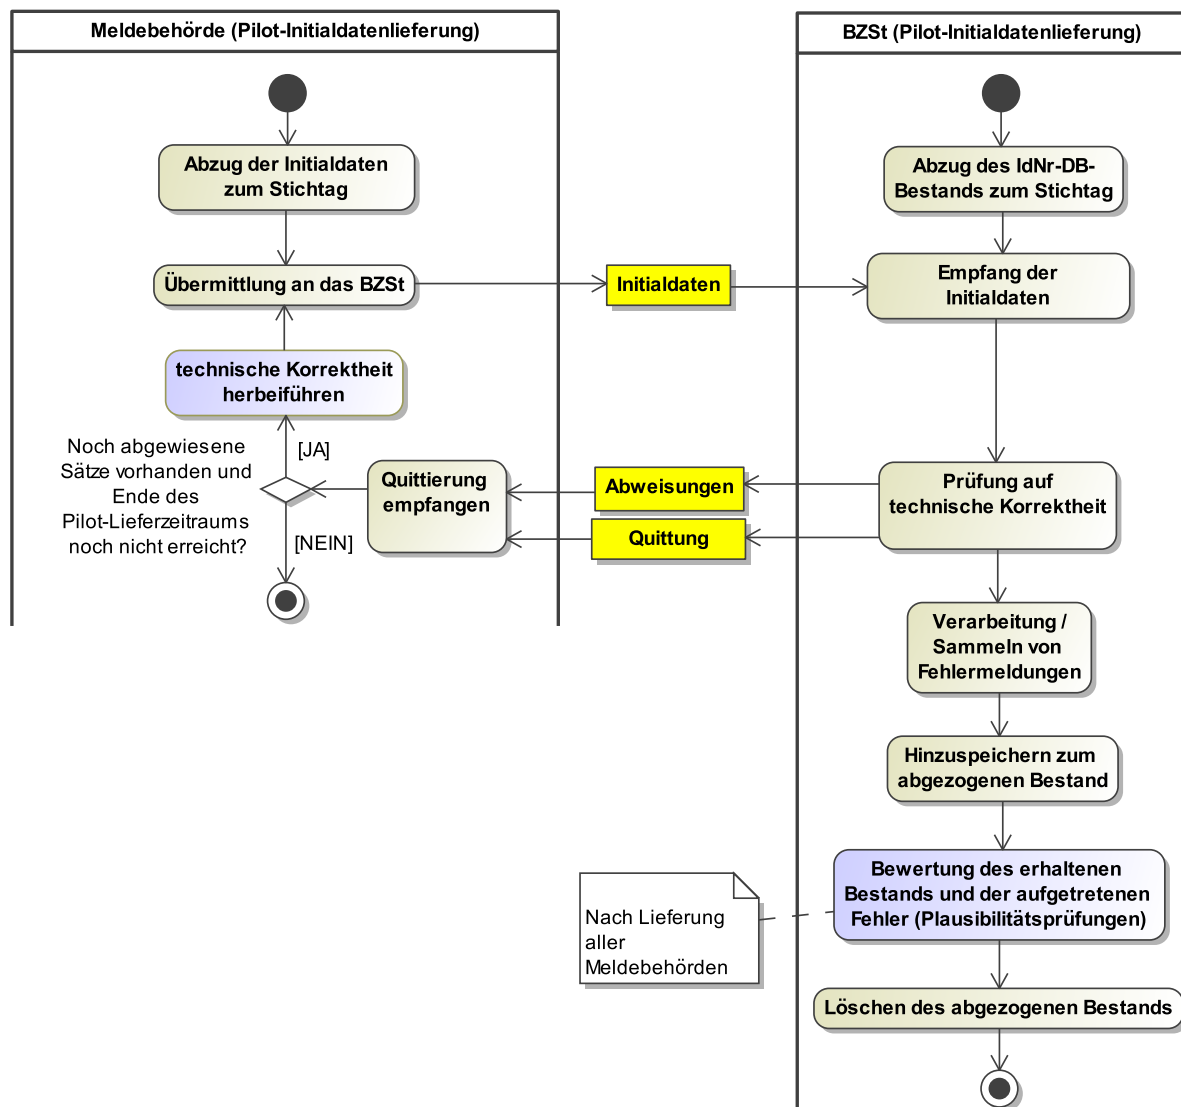 Meldebehörde (Pilot-Initialdatenlieferung)
Abzug der Initialdaten
zum Stichtag
Übermittlung an das BZSt
technische Korrektheit
herbeiführen
Noch abgewiesene
Sätze vorhanden und
Ende des
Pilot-Lieferzeitraums
noch nicht erreicht?
[JA]
[NEIN]
Quittierung
empfangen
Initialdaten
Abweisungen
Quittung
BZSt (Pilot-Initialdatenlieferung)
Abzug des IdNr-DB-
Bestands zum Stichtag
Empfang der
Initialdaten
Prüfung auf
technische Korrektheit
Verarbeitung /
Sammeln von
Fehlermeldungen
Hinzuspeichern zum
abgezogenen Bestand
Bewertung des erhaltenen
Bestands und der aufgetretenen
Fehler (Plausibilitätsprüfungen)
Nach Lieferung
aller
Meldebehörden
Löschen des abgezogenen Bestands